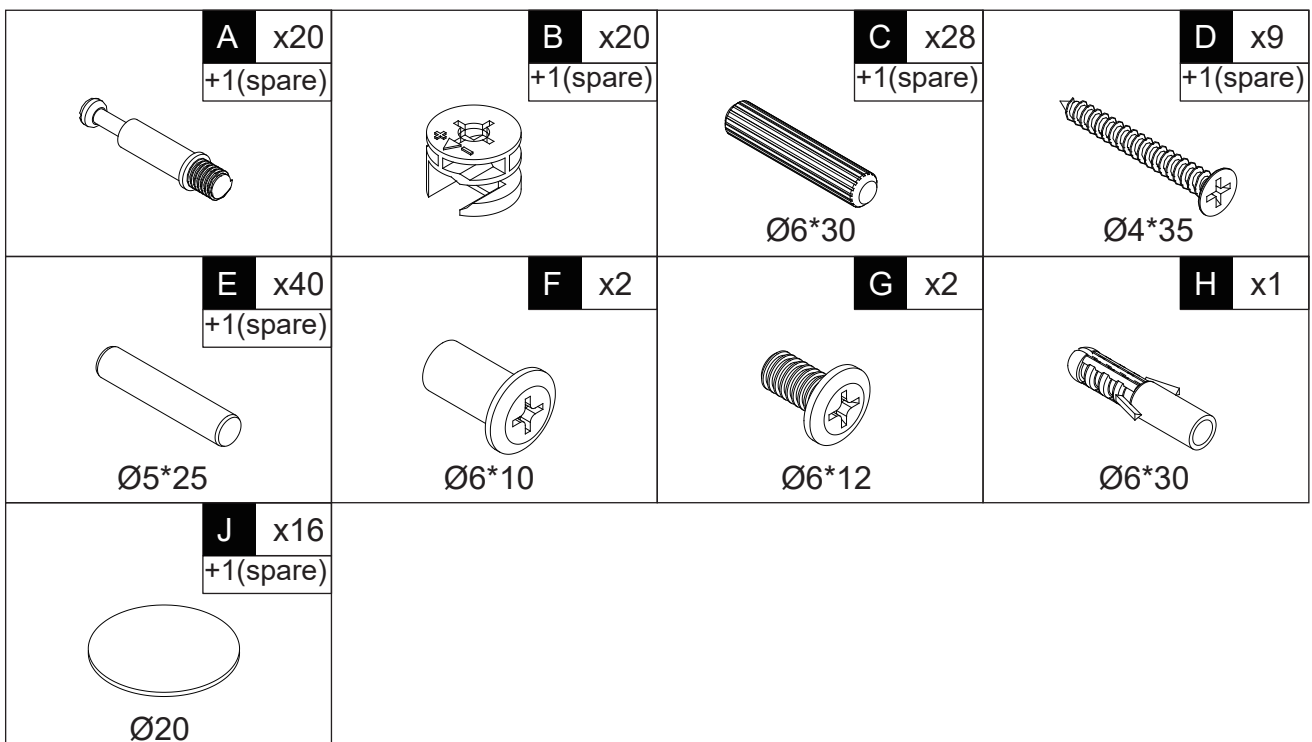 A x20
+1(spare)
B x20
+1(spare)
C x28
+1(spare)
Ø6*30
D x9
+1(spare)
Ø4*35
E x40
+1(spare)
Ø5*25
F x2
Ø6*10
G x2
Ø6*12
H x1
Ø6*30
J x16
+1(spare)
Ø20